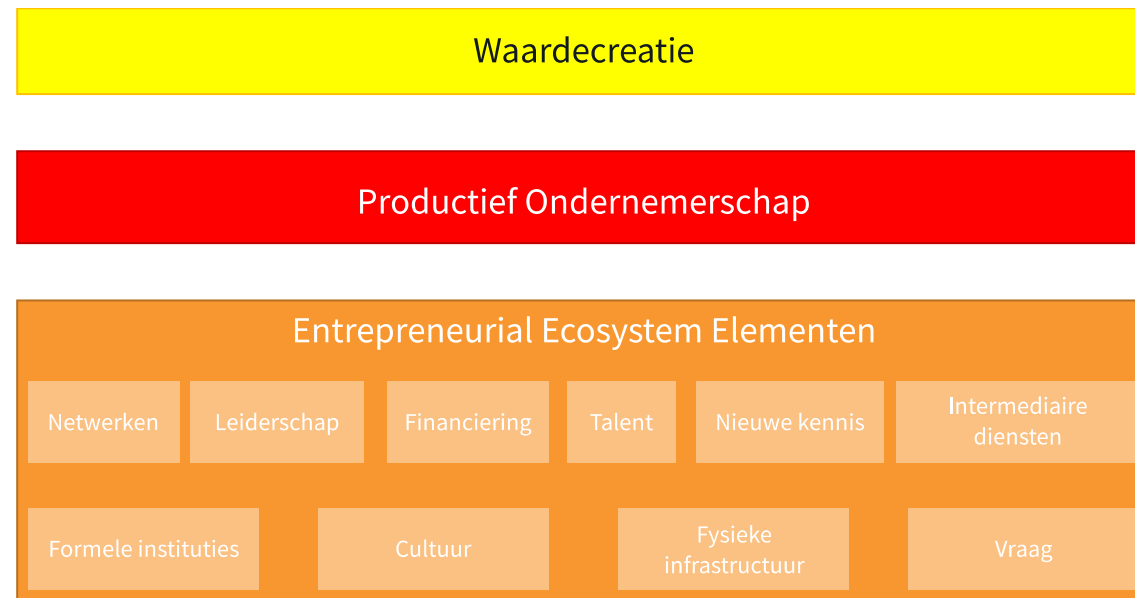 Waardecreatie
Productief Ondernemerschap
Entrepreneurial Ecosystem Elementen
Netwerken
Leiderschap
Financiering
Talent
Nieuwe kennis
Intermediaire
diensten
Formele instituties
Cultuur
Fysieke
infrastructuur
Vraag